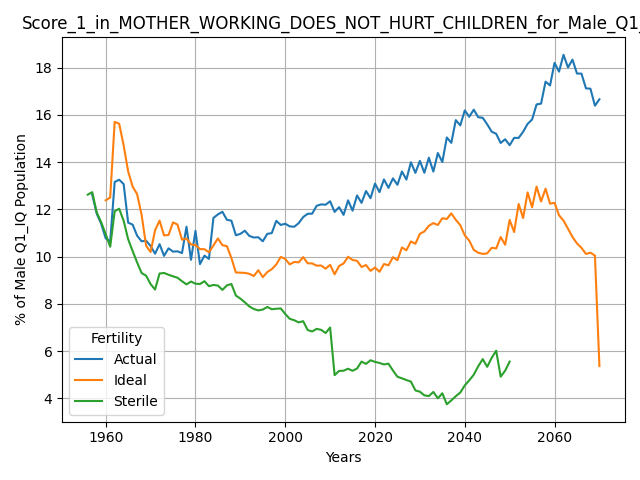 Score_1_in_MOTHER_WORKING_DOES_NOT_HURT_CHILDREN_for_Male_Q1_
% of Male Q1_IQ Population
18
16
14
12
10
8
6
4
Fertility
Actual
Ideal
Sterile
1960 1980 2000 2020 2040 2060
Years